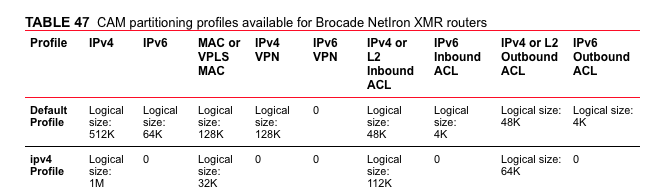 TABLE 47 CAM partitioning profiles available for Brocade NetIron XMR routers
Profile IPv4 IPv6 MAC or VPLS MAC IPv4 VPN IPv6 VPN IPv4 or L2 Inbound ACL IPv6 Inbound ACL IPv4 or L2 Outbound ACL IPv6 Outbound ACL
Default Profile Logical size: 512K Logical size: 64K Logical size: 128K Logical size: 128K 0 Logical size: 48K Logical size: 4K Logical size: 48K Logical size: 4K
ipv4 Profile Logical size: 1M 0 Logical size: 32K 0 0 Logical size: 112K 0 Logical size: 64K 0